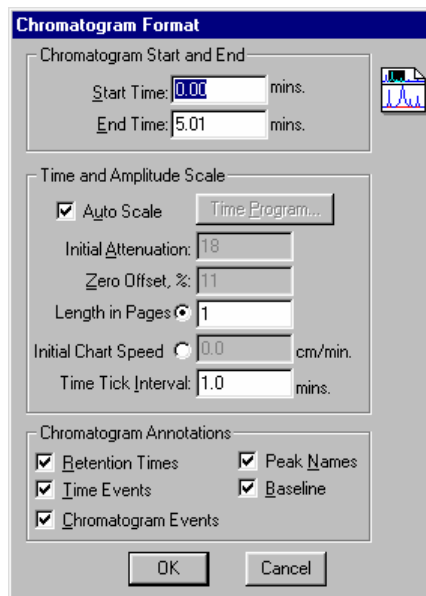 Chromatogram Format
Chromatogram Start and End
Start Time: 0.00 mins.
End Time: 5.01 mins.
Time and Amplitude Scale
Auto Scale Time Program...
Initial Attenuation: 18
Zero Offset, %: 11
Length in Pages 1
Initial Chart Speed 0.0 cm/min.
Time Tick Interval: 1.0 mins.
Chromatogram Annotations
Retention Times Peak Names
Time Events Baseline
Chromatogram Events
OK Cancel